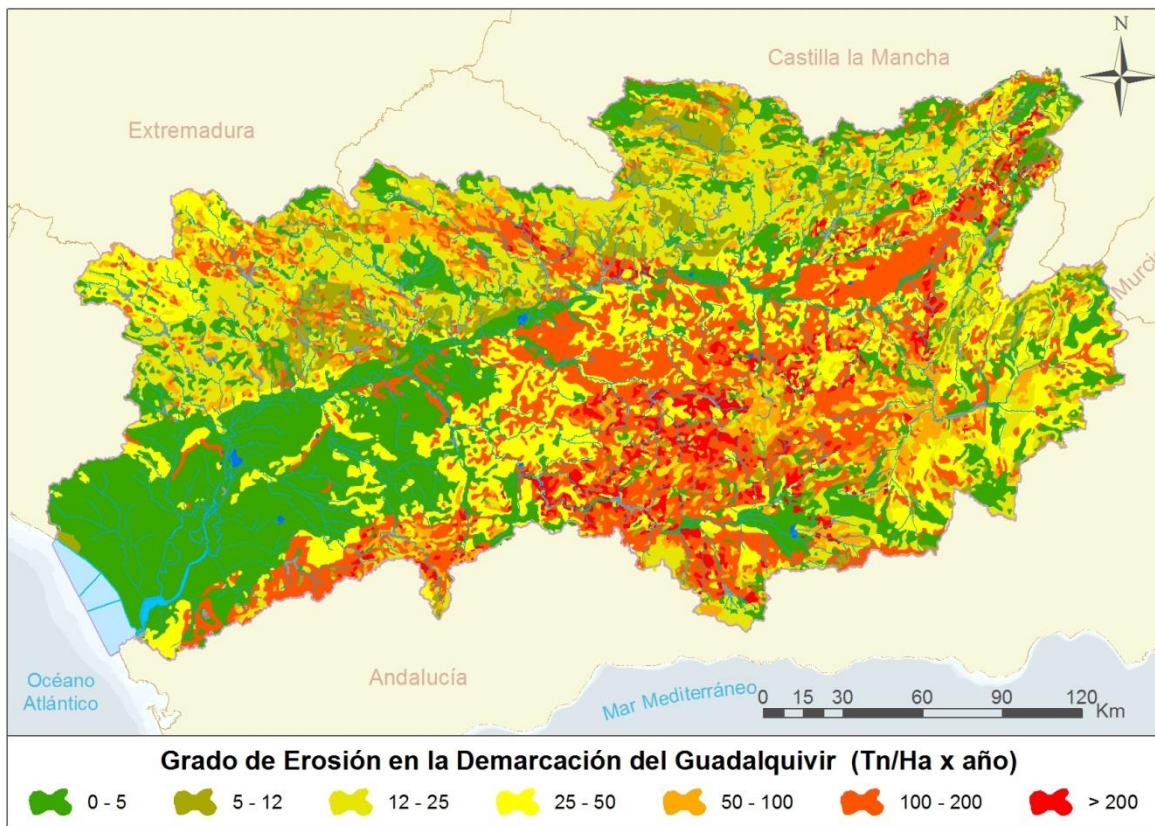 N
Castilla la Mancha
Extremadura
Murcia
Andalucía
Océano
Atlántico
Mar Mediterráneo
0 15 30 60 90 120
Km
Grado de Erosión en la Demarcación del Guadalquivir (Tn/Ha x año)
0 - 5 5 - 12 12 - 25 25 - 50 50 - 100 100 - 200 > 200